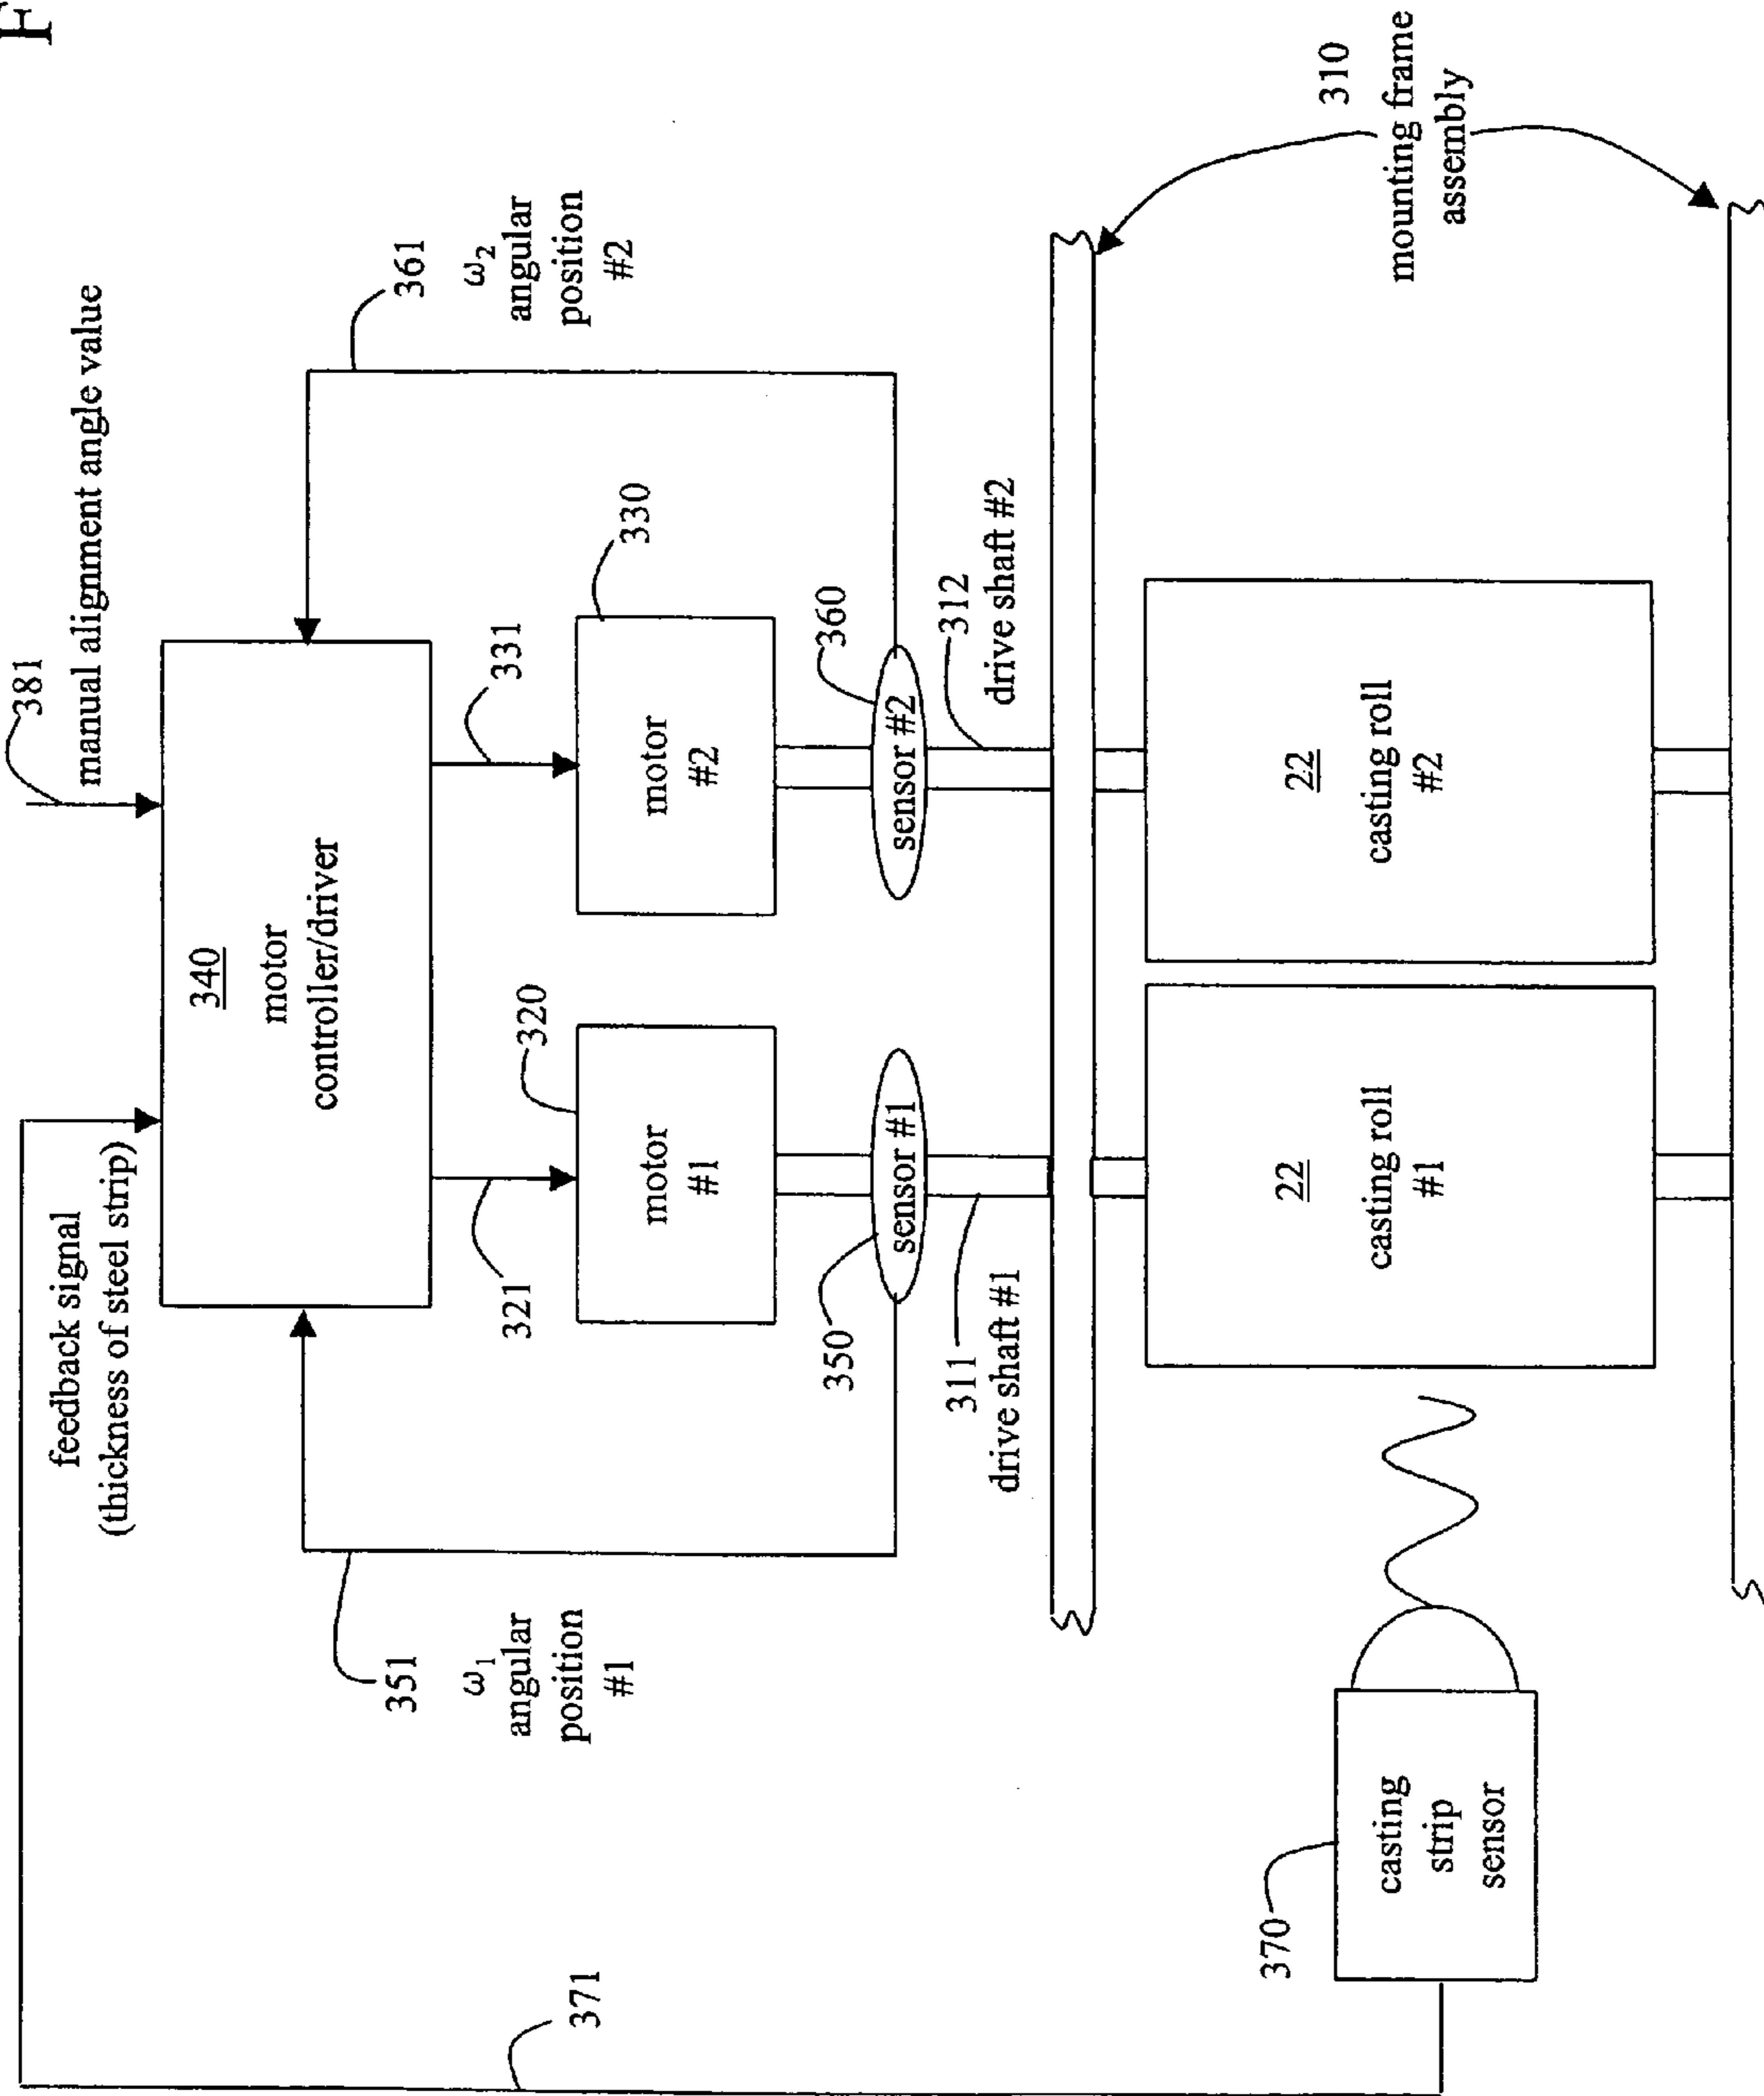 F
381
manual alignment angle value
feedback signal
(thickness of steel strip)
340
motor
controller/driver
361
ω₂
angular
position
#2
351
ω₁
angular
position
#1
371
321
331
320
330
motor
#1
motor
#2
350
sensor #1
360
sensor #2
311
drive shaft #1
312
drive shaft #2
310
mounting frame
assembly
22
casting roll
#1
22
casting roll
#2
370
casting
strip
sensor